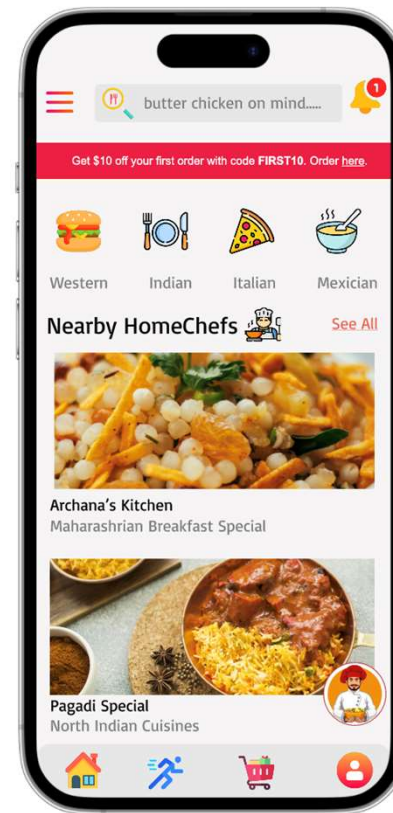 butter chicken on mind.....
1
Get $10 off your first order with code FIRST10. Order here.
Western Indian Italian Mexician
Nearby HomeChefs See All
Archana's Kitchen
Maharashrian Breakfast Special
Pagadi Special
North Indian Cuisines